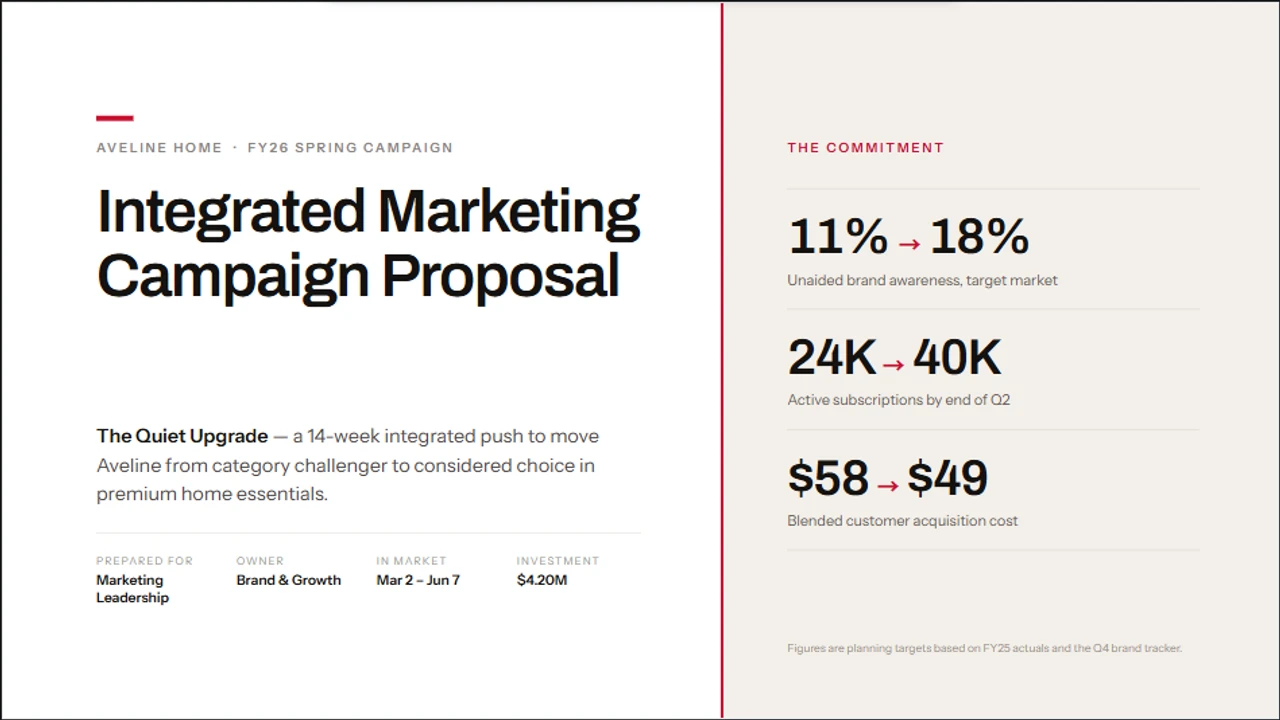 AVELINE HOME · FY26 SPRING CAMPAIGN
Integrated Marketing
Campaign Proposal
The Quiet Upgrade — a 14-week integrated push to move
Aveline from category challenger to considered choice in
premium home essentials.
PREPARED FOR
Marketing
Leadership
OWNER
Brand & Growth
IN MARKET
Mar 2 – Jun 7
INVESTMENT
$4.20M
THE COMMITMENT
11% → 18%
Unaided brand awareness, target market
24K → 40K
Active subscriptions by end of Q2
$58 → $49
Blended customer acquisition cost
Figures are planning targets based on FY25 actuals and the Q4 brand tracker.